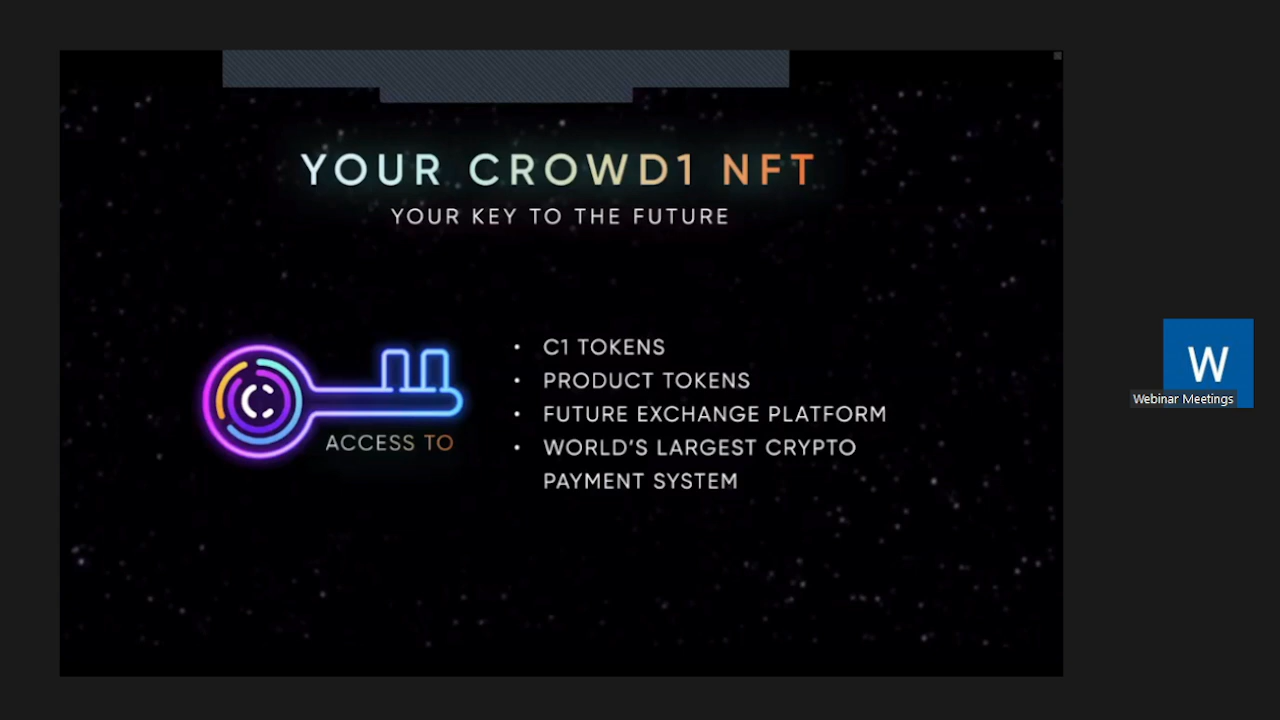 YOUR CROWD1 NFT
YOUR KEY TO THE FUTURE
ACCESS TO
• C1 TOKENS
• PRODUCT TOKENS
• FUTURE EXCHANGE PLATFORM
• WORLD'S LARGEST CRYPTO
PAYMENT SYSTEM
W
Webinar Meetings